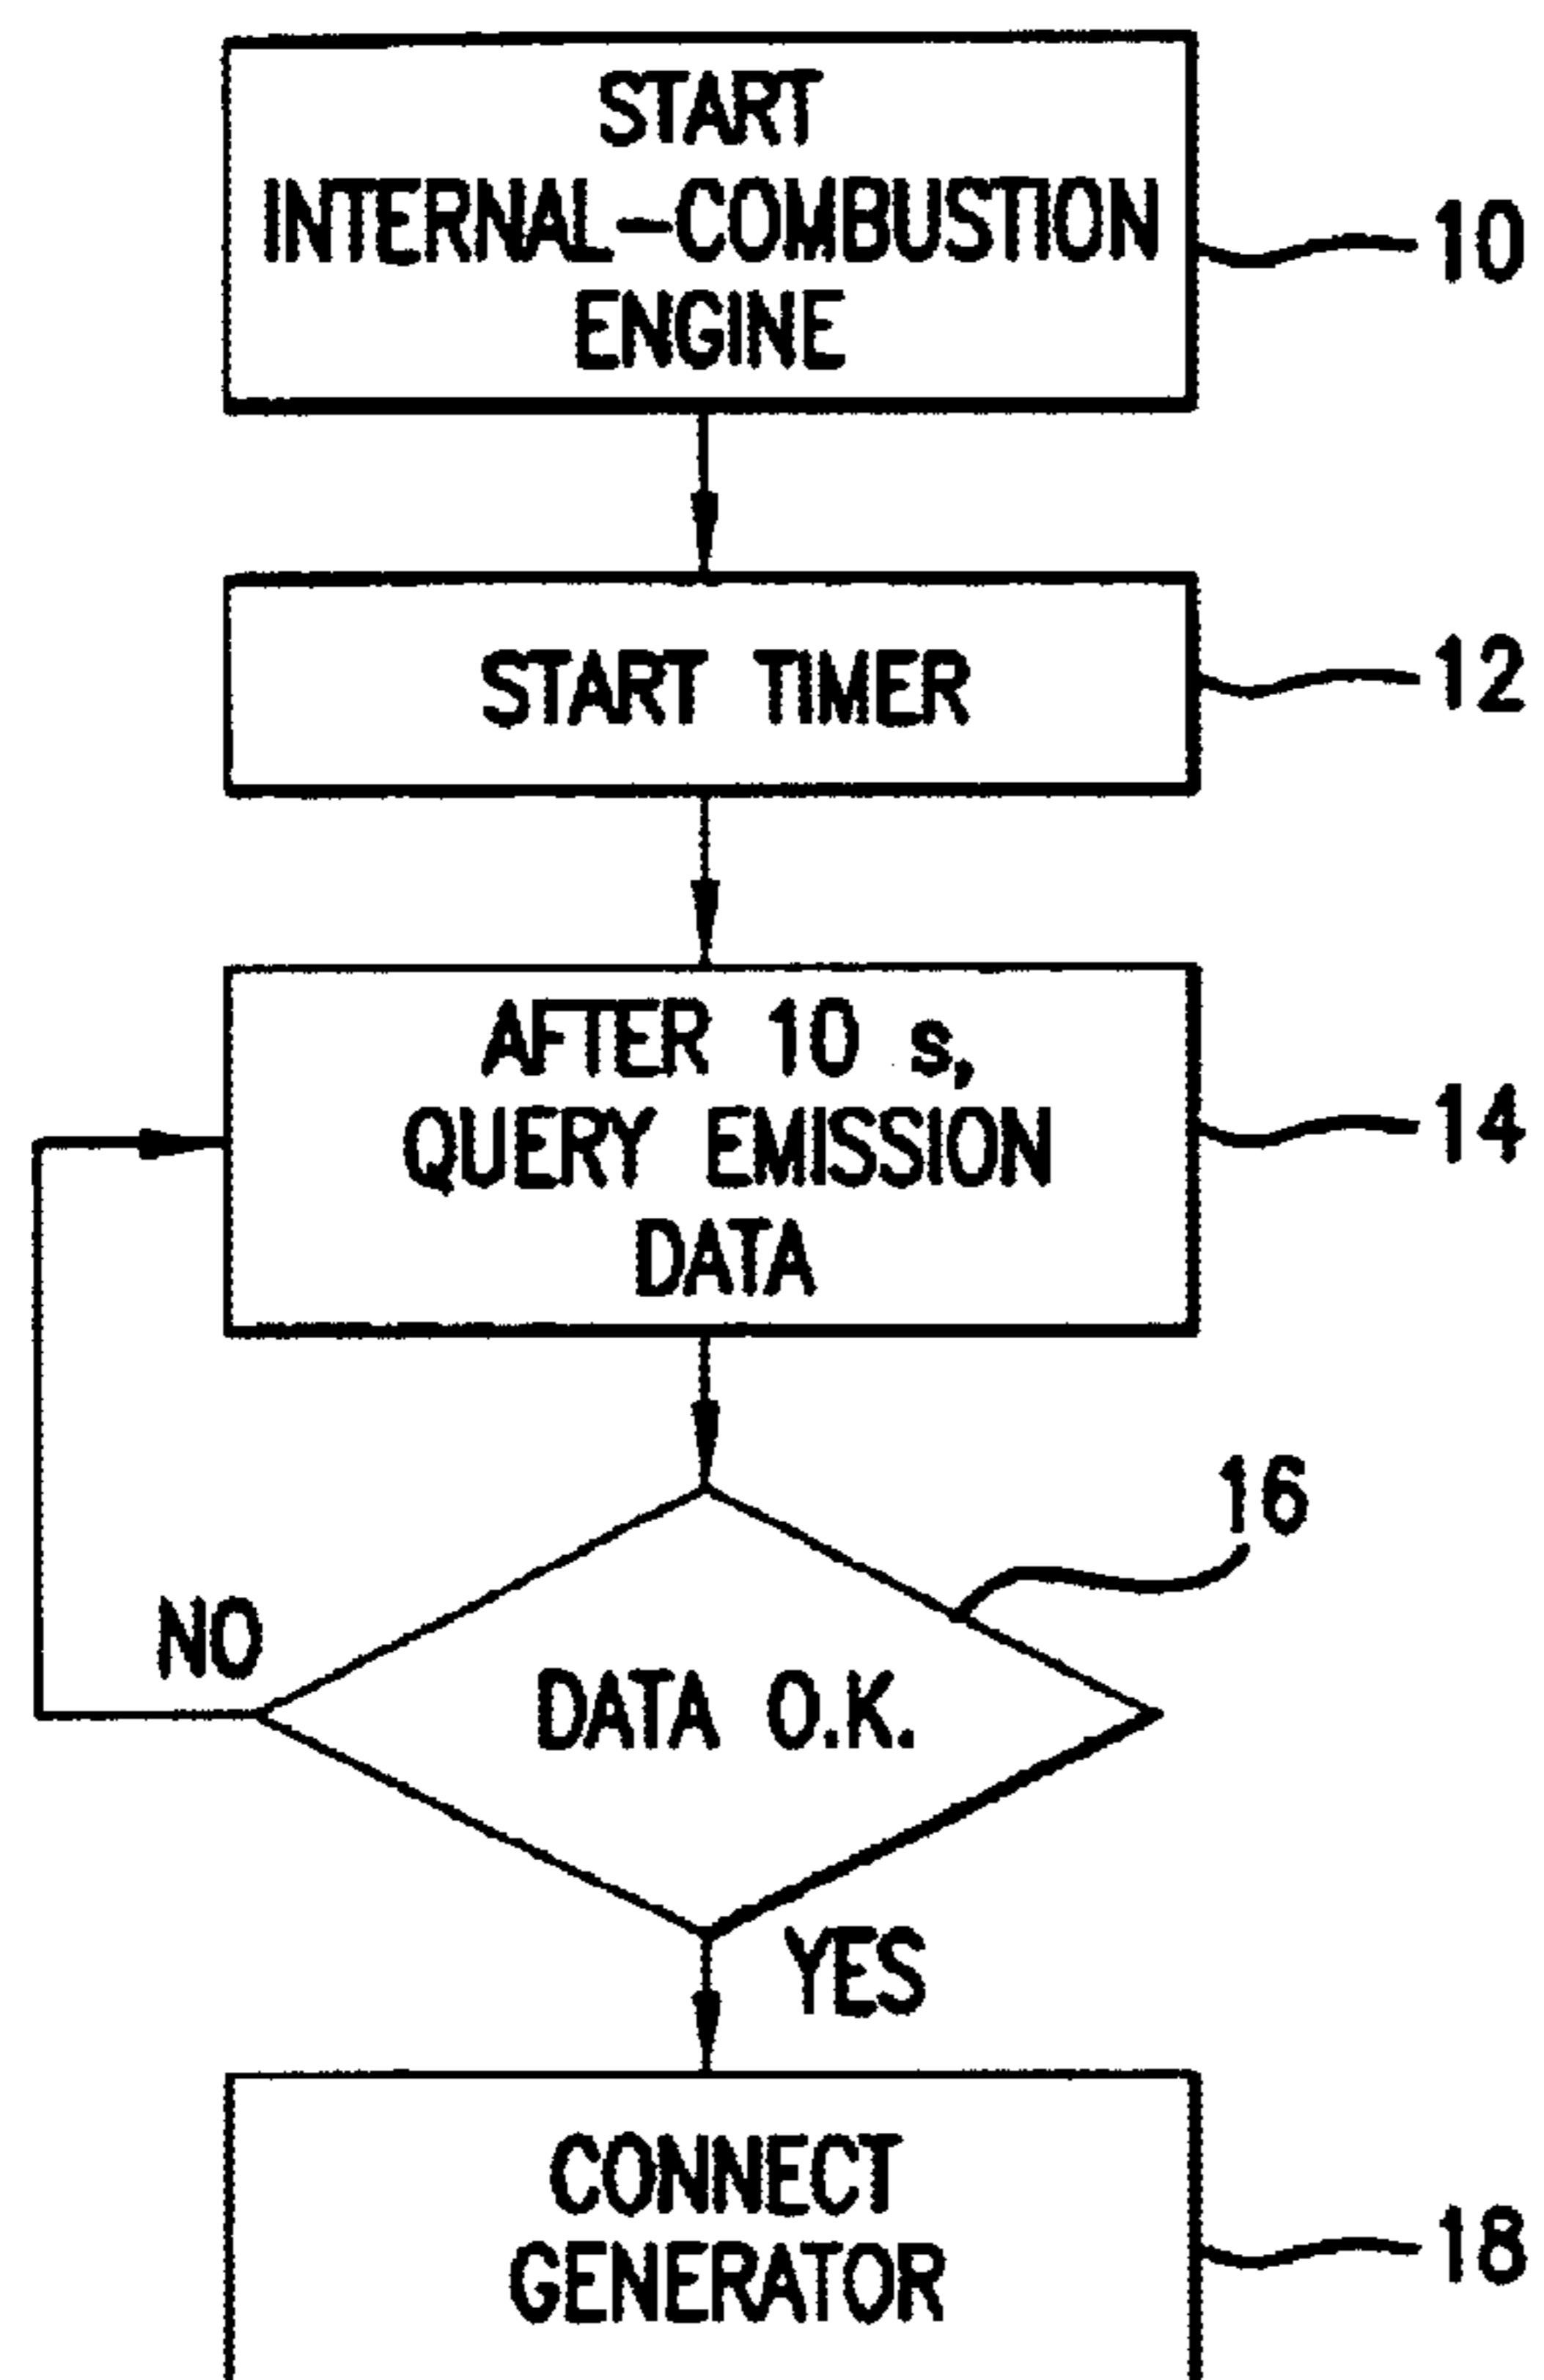 START
INTERNAL-COMBUSTION
ENGINE
10
START TIMER
12
AFTER 10 s,
QUERY EMISSION
DATA
14
16
NO
DATA O.K.
YES
CONNECT
GENERATOR
18